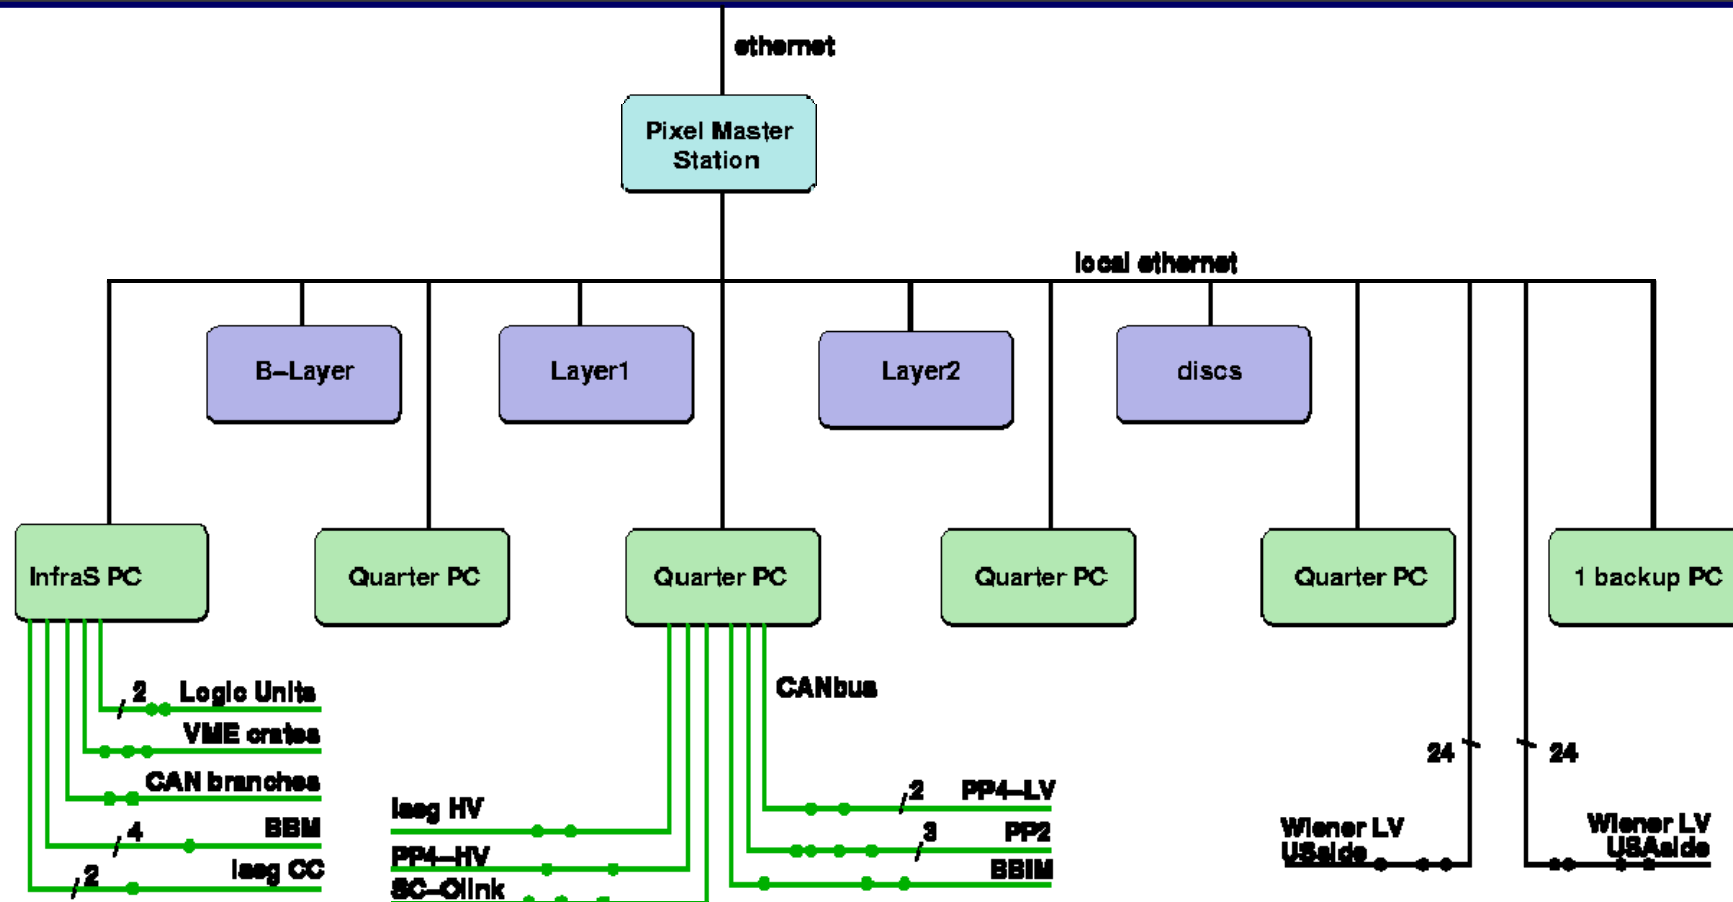 ethernet
Pixel Master
Station
local ethernet
B–Layer
Layer1
Layer2
discs
InfraS PC
Quarter PC
Quarter PC
Quarter PC
Quarter PC
1 backup PC
2 Logic Units
VME crates
CAN branches
4 BBM
2 Iseg CC
CANbus
Iseg HV
PP4–HV
SC–Olink
2 PP4–LV
3 PP2
BBIM
24
24
Wiener LV
USside
Wiener LV
USAside